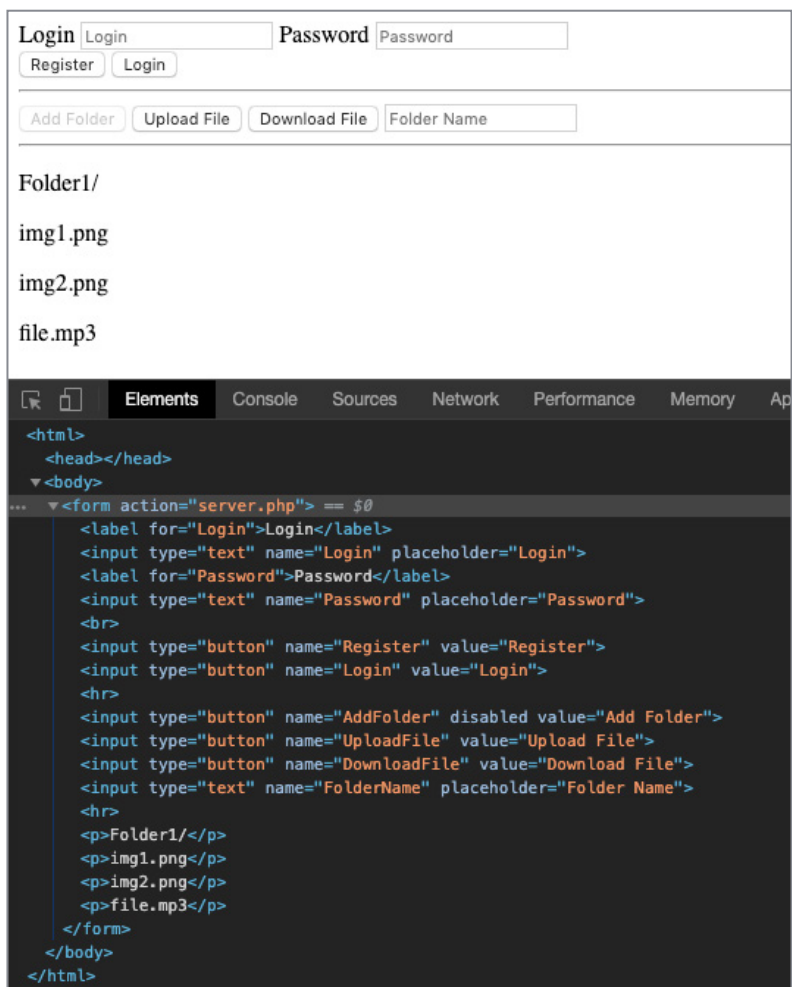 Login Login Password Password
Register Login
Add Folder Upload File Download File Folder Name
Folder1/
img1.png
img2.png
file.mp3
Elements Console Sources Network Performance Memory Ap
<html>
<head></head>
▼<body>
... ▼<form action="server.php"> == $0
<label for="Login">Login</label>
<input type="text" name="Login" placeholder="Login">
<label for="Password">Password</label>
<input type="text" name="Password" placeholder="Password">
<br>
<input type="button" name="Register" value="Register">
<input type="button" name="Login" value="Login">
<hr>
<input type="button" name="AddFolder" disabled value="Add Folder">
<input type="button" name="UploadFile" value="Upload File">
<input type="button" name="DownloadFile" value="Download File">
<input type="text" name="FolderName" placeholder="Folder Name">
<hr>
<p>Folder1/</p>
<p>img1.png</p>
<p>img2.png</p>
<p>file.mp3</p>
</form>
</body>
</html>